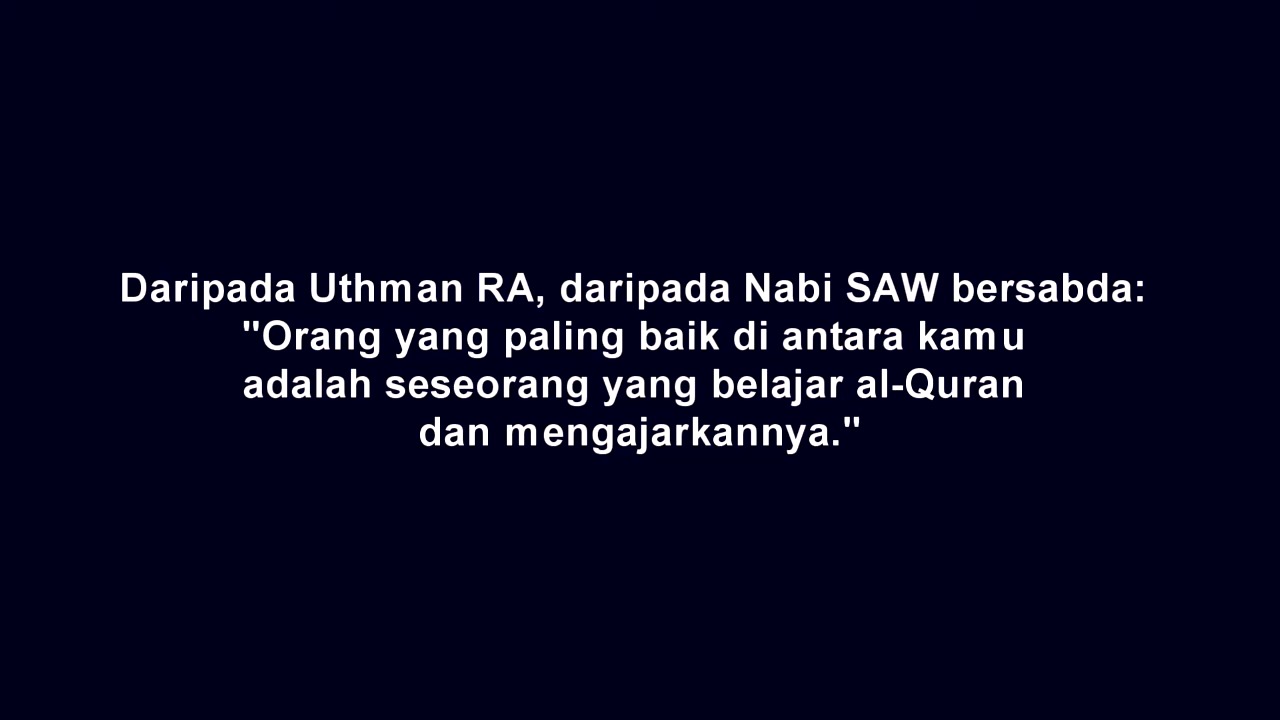 Daripada Uthman RA, daripada Nabi SAW bersabda:
"Orang yang paling baik di antara kamu
adalah seseorang yang belajar al-Quran
dan mengajarkannya."